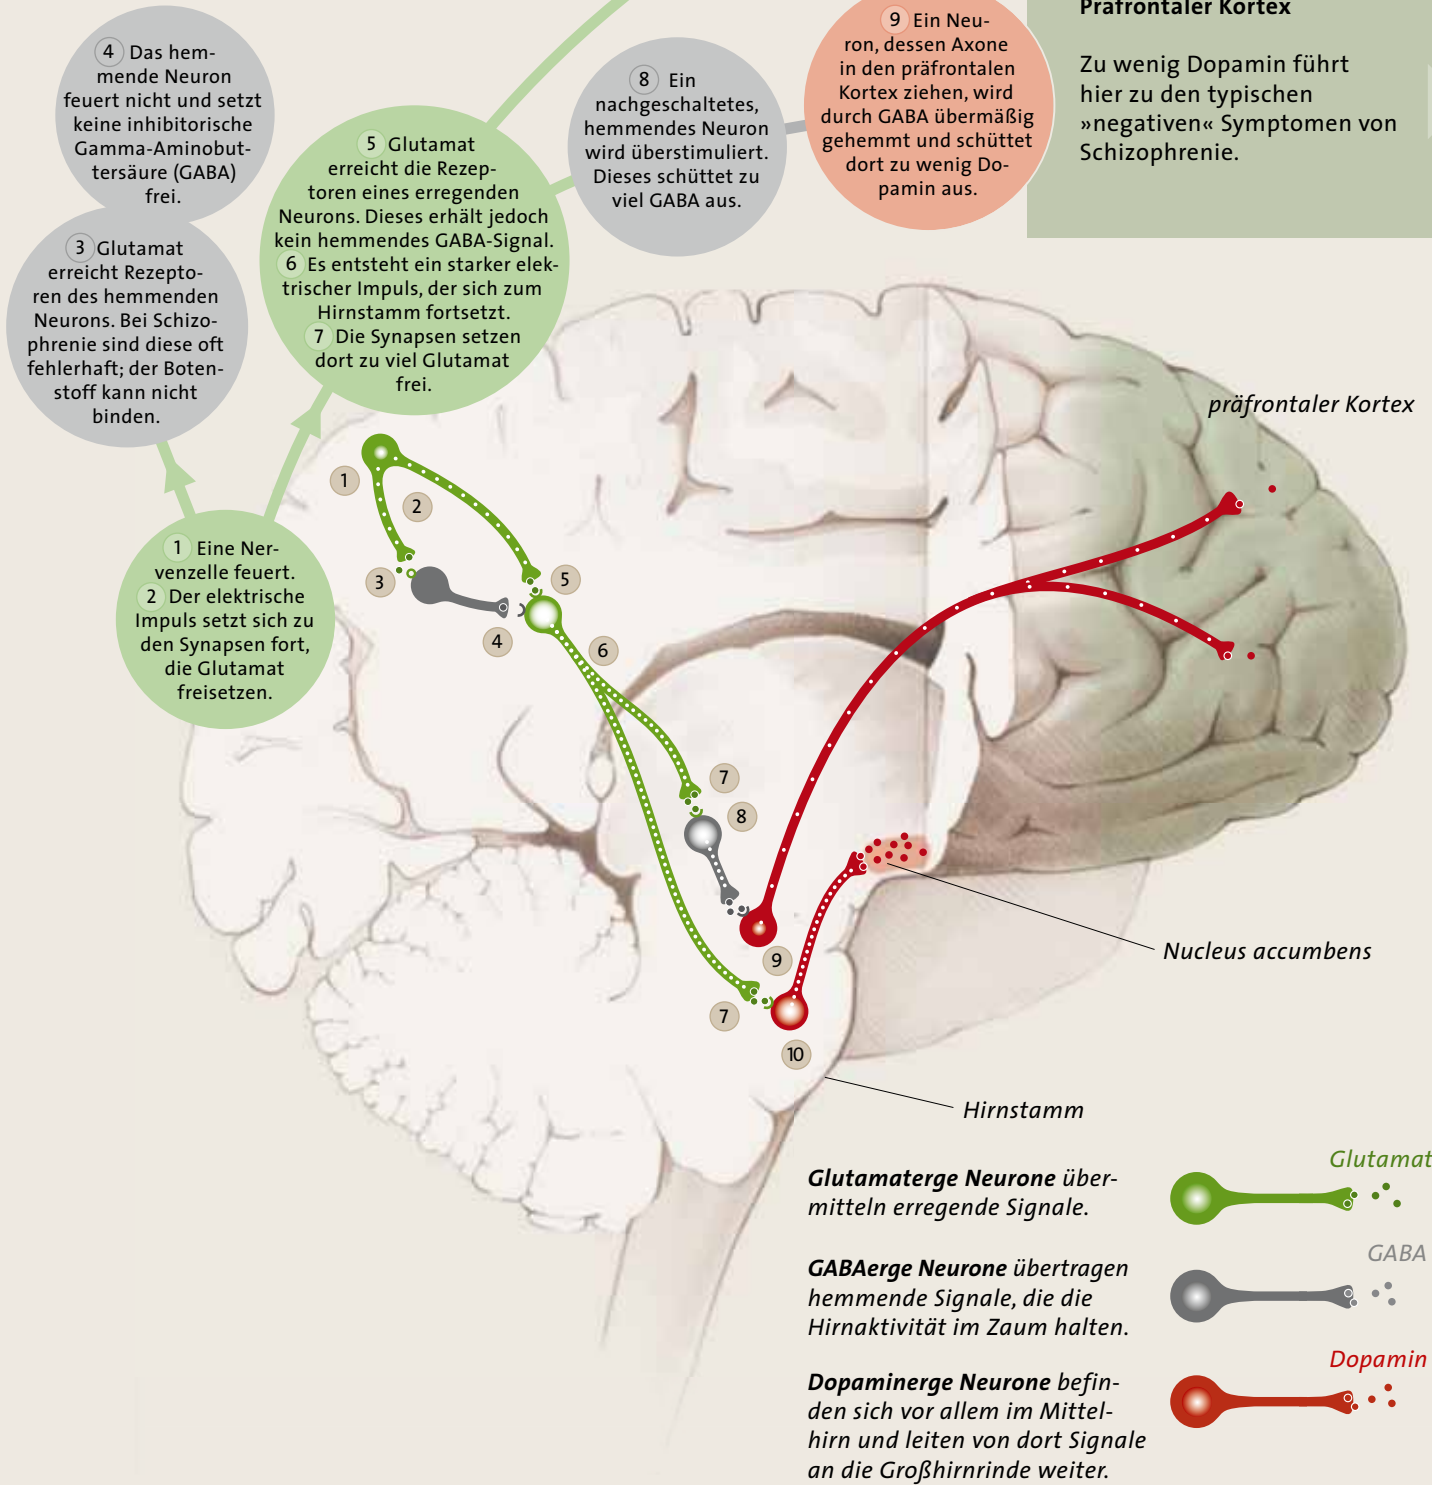 4 Das hem-
mende Neuron
feuert nicht und setzt
keine inhibitorische
Gamma-Aminobut-
tersäure (GABA)
frei.
3 Glutamat
erreicht Rezepto-
ren des hemmenden
Neurons. Bei Schizo-
phrenie sind diese oft
fehlerhaft; der Boten-
stoff kann nicht
binden.
5 Glutamat
erreicht die Rezep-
toren eines erregenden
Neurons. Dieses erhält jedoch
kein hemmendes GABA-Signal.
6 Es entsteht ein starker elek-
trischer Impuls, der sich zum
Hirnstamm fortsetzt.
7 Die Synapsen setzen
dort zu viel Glutamat
frei.
8 Ein
nachgeschaltetes,
hemmendes Neuron
wird überstimuliert.
Dieses schüttet zu
viel GABA aus.
9 Ein Neu-
ron, dessen Axone
in den präfrontalen
Kortex ziehen, wird
durch GABA übermäßig
gehemmt und schüttet
dort zu wenig Do-
pamin aus.
Präfrontaler Kortex
Zu wenig Dopamin führt
hier zu den typischen
»negativen« Symptomen von
Schizophrenie.
1 Eine Ner-
venzelle feuert.
2 Der elektrische
Impuls setzt sich zu
den Synapsen fort,
die Glutamat
freisetzen.
präfrontaler Kortex
1
2
3
4
5
6
7
8
9
7
10
Nucleus accumbens
Hirnstamm
Glutamaterge Neurone über-
mitteln erregende Signale.
Glutamat
GABAerge Neurone übertragen
hemmende Signale, die die
Hirnaktivität im Zaum halten.
GABA
Dopaminerge Neurone befin-
den sich vor allem im Mittel-
hirn und leiten von dort Signale
an die Großhirnrinde weiter.
Dopamin